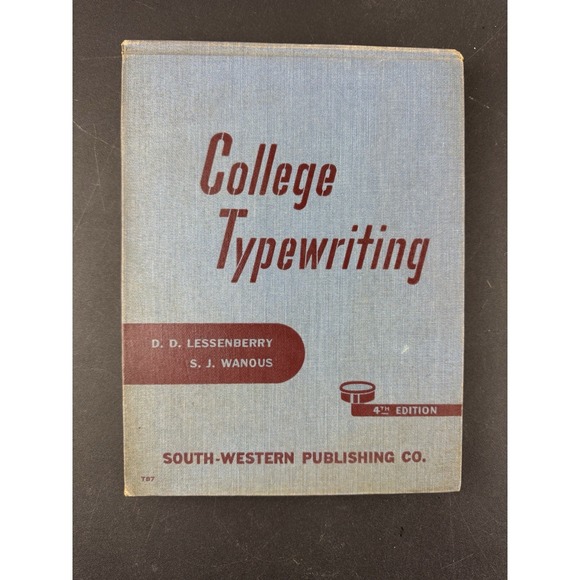 College
Typewriting
D. D. LESSENBERRY
S. J. WANOUS
4TH EDITION
SOUTH-WESTERN PUBLISHING CO.
T87